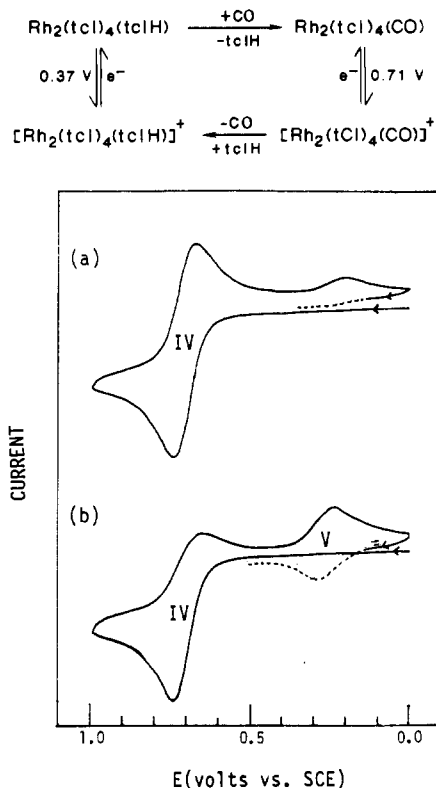 Rh2(tcl)4(tclH) +CO -tclH Rh2(tcl)4(CO)
0.37 V e- e- 0.71 V
[Rh2(tcl)4(tclH)]+ -CO +tclH [Rh2(tCl)4(CO)]+
(a)
IV
(b)
V
IV
CURRENT
1.0 0.5 0.0
E(volts vs. SCE)